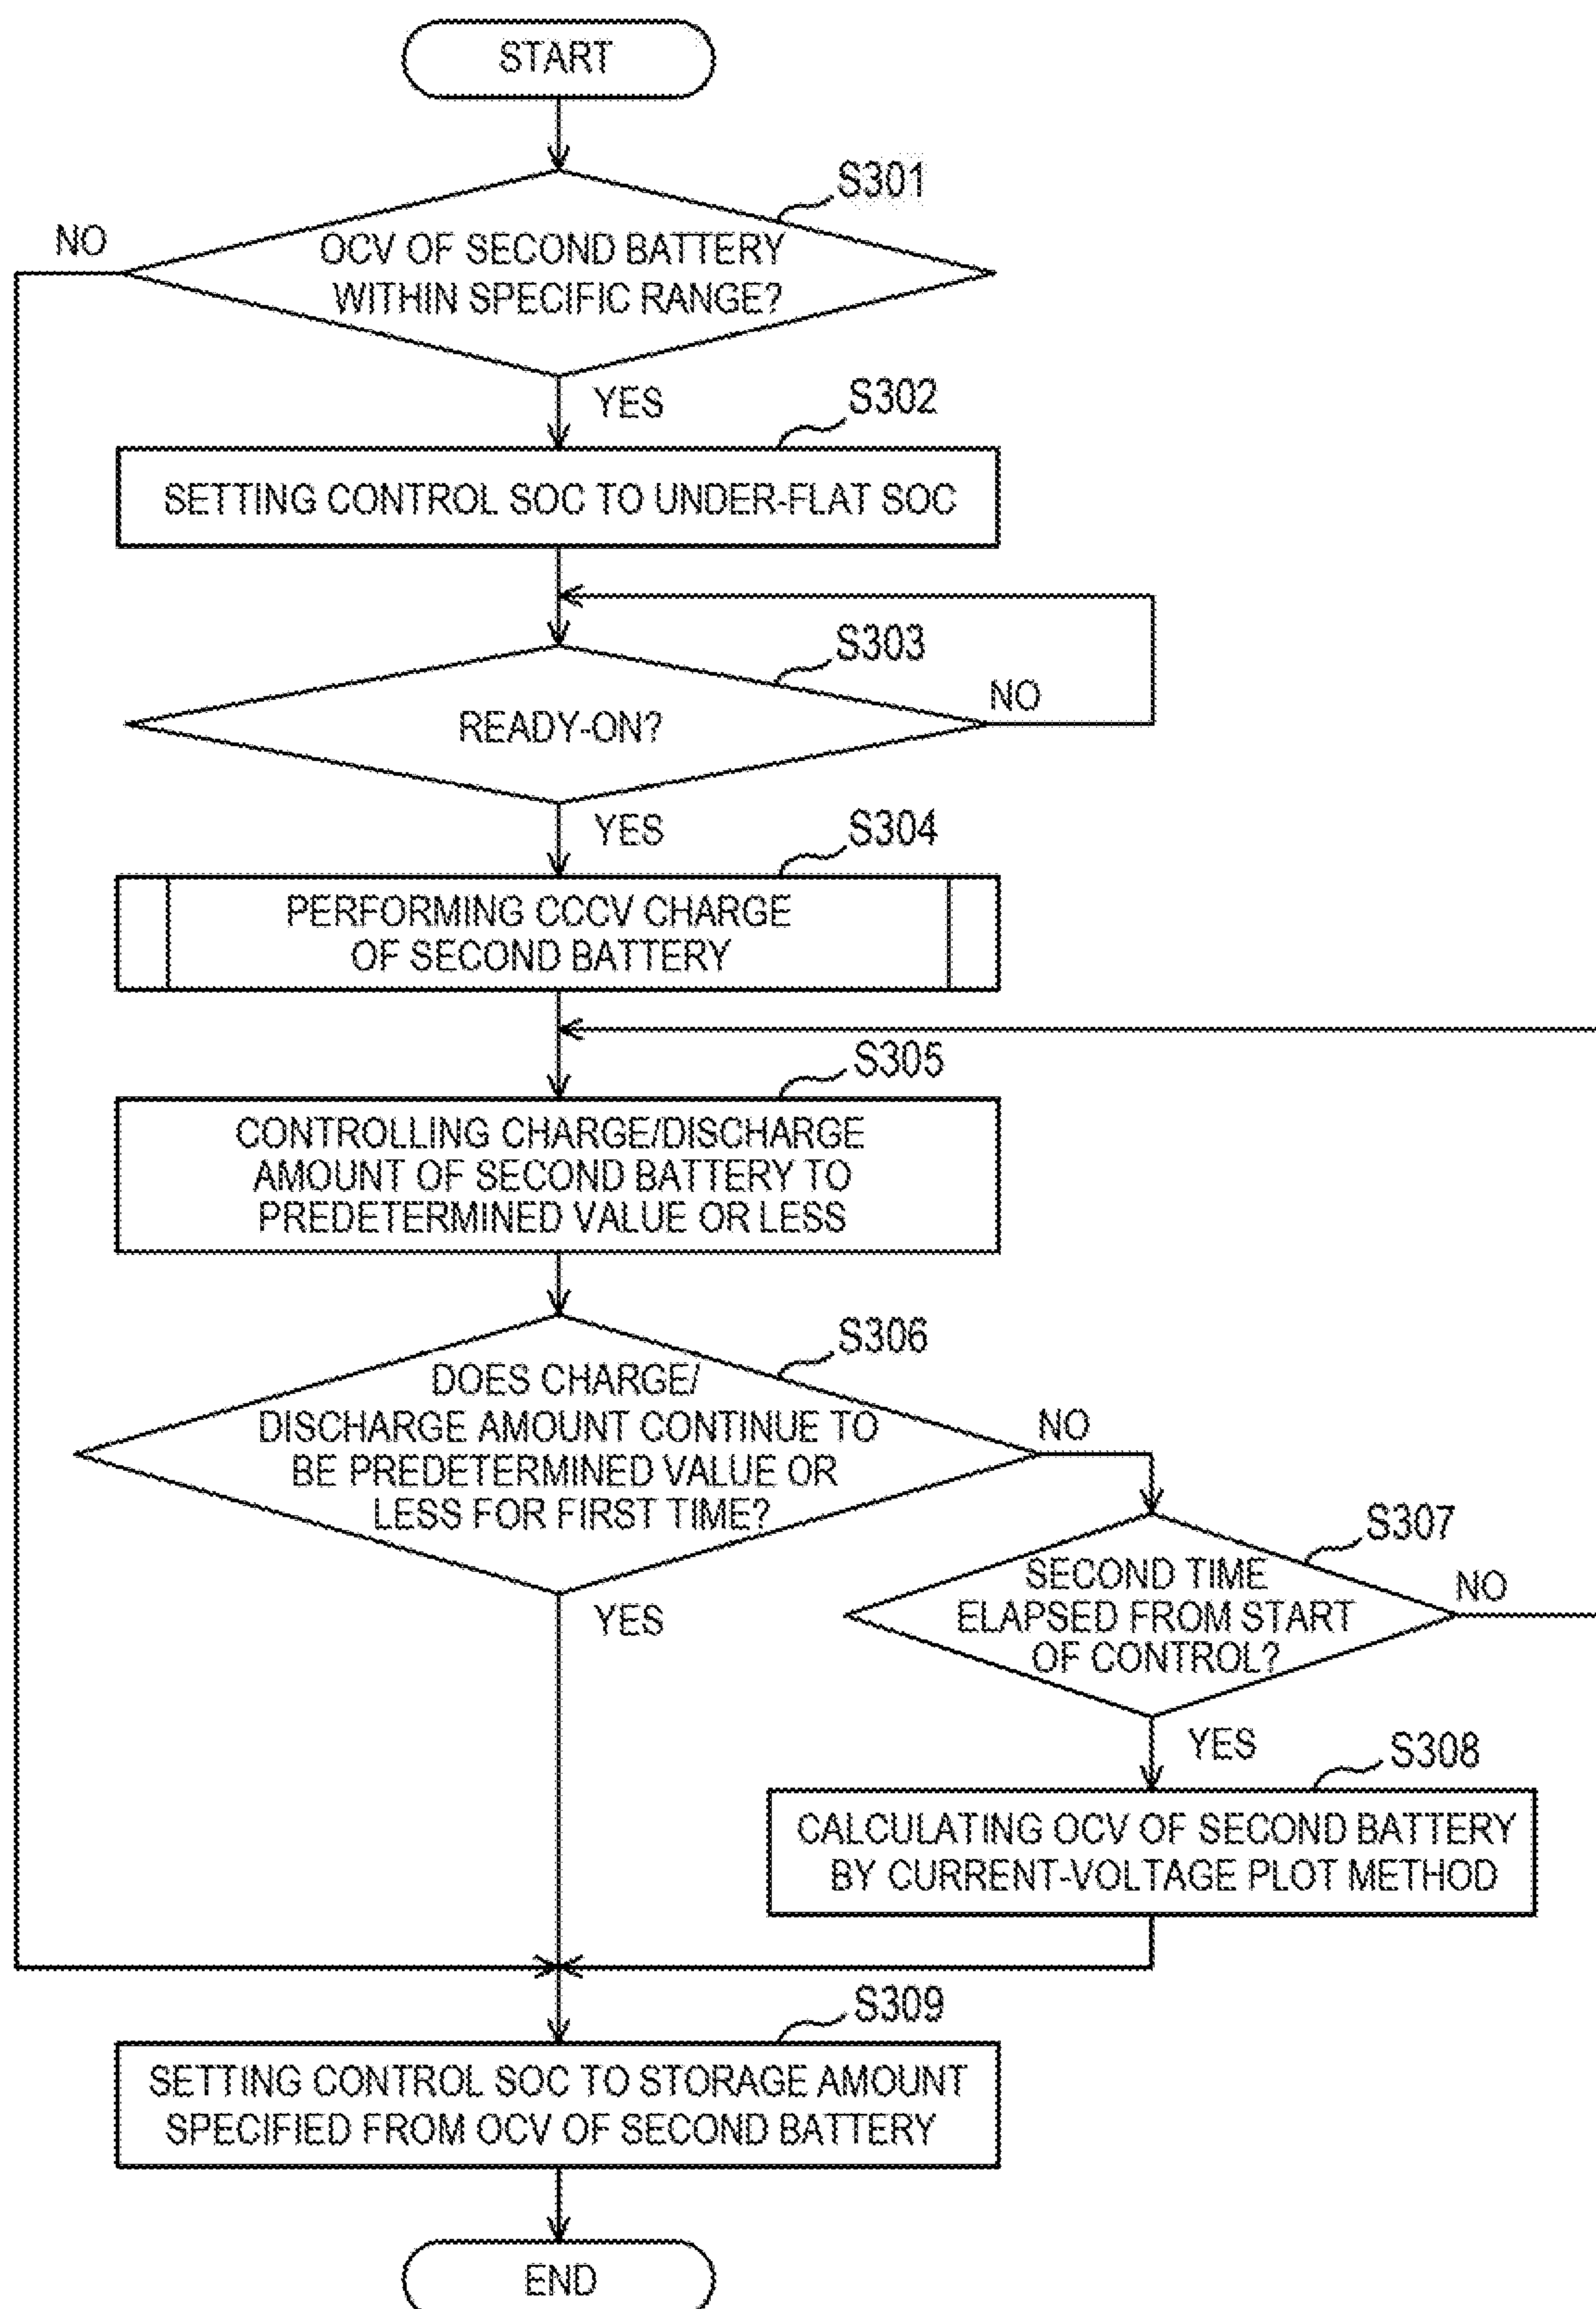 START
S301
NO
OCV OF SECOND BATTERY
WITHIN SPECIFIC RANGE?
YES
S302
SETTING CONTROL SOC TO UNDER-FLAT SOC
S303
NO
READY-ON?
YES
S304
PERFORMING CCCV CHARGE
OF SECOND BATTERY
S305
CONTROLLING CHARGE/DISCHARGE
AMOUNT OF SECOND BATTERY TO
PREDETERMINED VALUE OR LESS
S306
DOES CHARGE/
DISCHARGE AMOUNT CONTINUE TO
BE PREDETERMINED VALUE OR
LESS FOR FIRST TIME?
NO
YES
S307
SECOND TIME
ELAPSED FROM START
OF CONTROL?
NO
YES
S308
CALCULATING OCV OF SECOND BATTERY
BY CURRENT-VOLTAGE PLOT METHOD
S309
SETTING CONTROL SOC TO STORAGE AMOUNT
SPECIFIED FROM OCV OF SECOND BATTERY
END